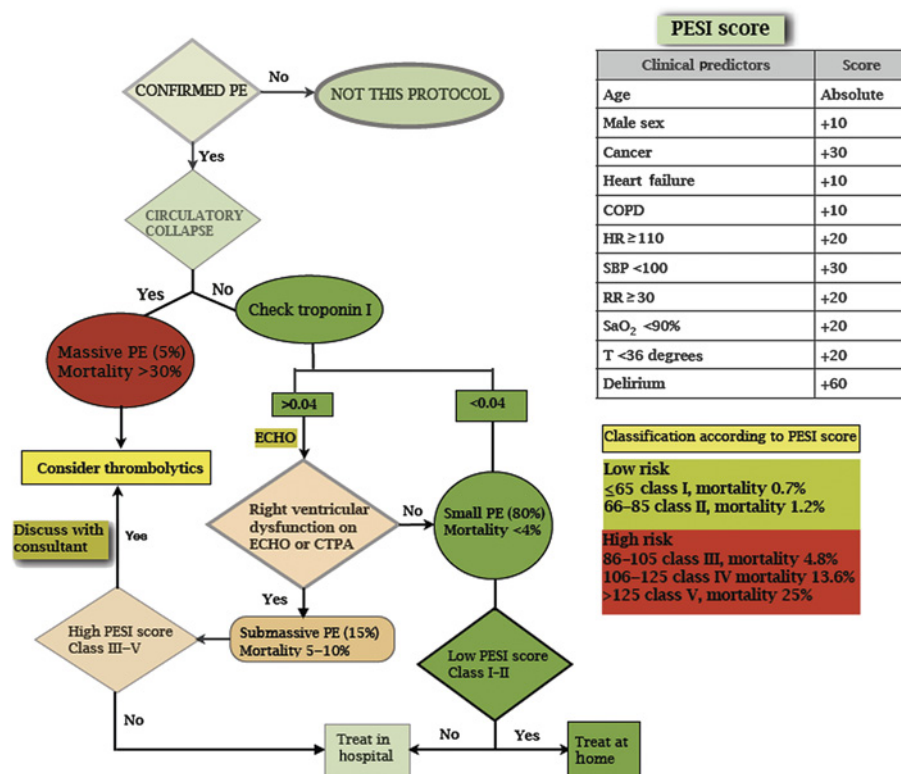 CONFIRMED PE
No
NOT THIS PROTOCOL
Yes
CIRCULATORY
COLLAPSE
Yes
No
Check troponin I
Massive PE (5%)
Mortality >30%
>0.04
<0.04
ECHO
Consider thrombolytics
Right ventricular
dysfunction on
ECHO or CTPA
No
Small PE (80%)
Mortality <4%
Discuss with
consultant
Yes
Yes
High PESI score
Class III–V
Submassive PE (15%)
Mortality 5–10%
Low PESI score
Class I–II
No
Treat in
hospital
No
Yes
Treat at
home
PESI score
Clinical Predictors Score
Age Absolute
Male sex +10
Cancer +30
Heart failure +10
COPD +10
HR ≥ 110 +20
SBP <100 +30
RR ≥ 30 +20
SaO₂ <90% +20
T <36 degrees +20
Delirium +60
Classification according to PESI score
Low risk
≤65 class I, mortality 0.7%
66–85 class II, mortality 1.2%
High risk
86–105 class III, mortality 4.8%
106–125 class IV mortality 13.6%
>125 class V, mortality 25%